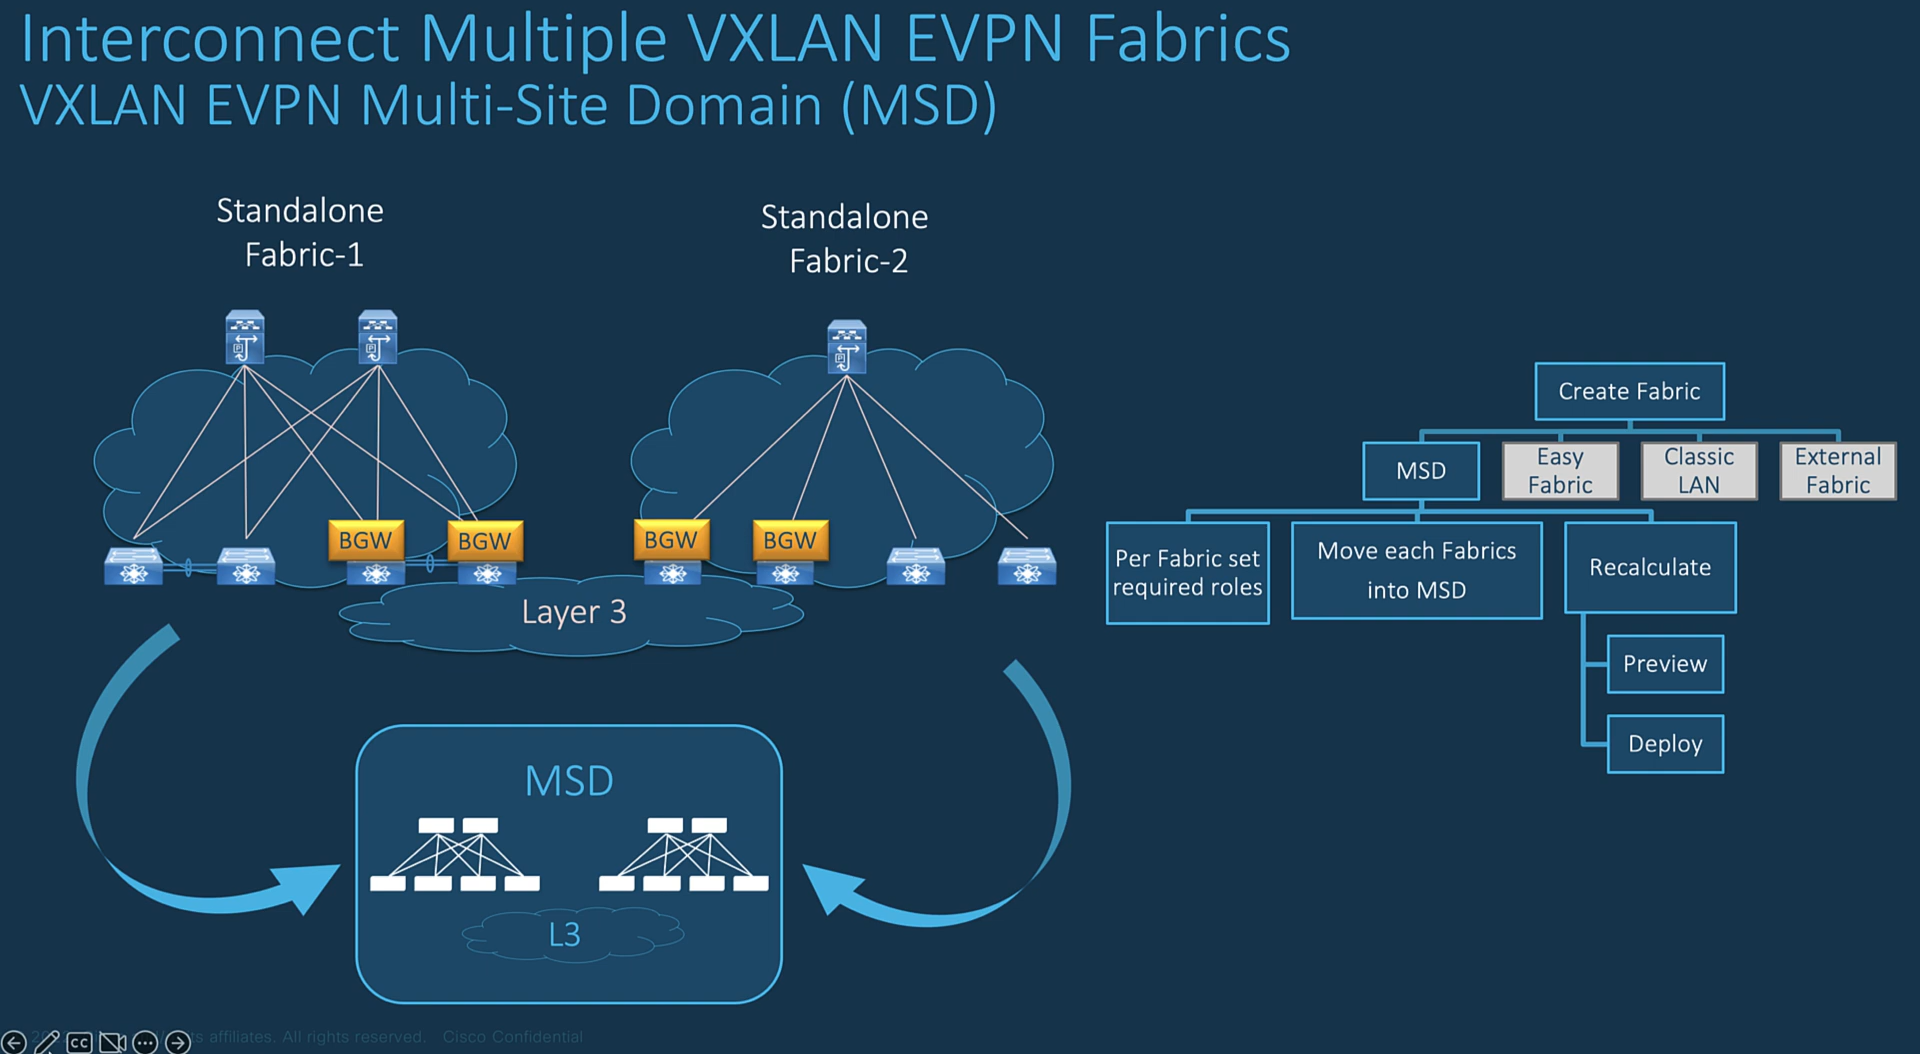 Interconnect Multiple VXLAN EVPN Fabrics
VXLAN EVPN Multi-Site Domain (MSD)
Standalone
Fabric-1
Standalone
Fabric-2
BGW
BGW
BGW
BGW
Layer 3
MSD
L3
Create Fabric
MSD
Easy
Fabric
Classic
LAN
External
Fabric
Per Fabric set
required roles
Move each Fabrics
into MSD
Recalculate
Preview
Deploy
affiliates. All rights reserved. Cisco Confidential
CC